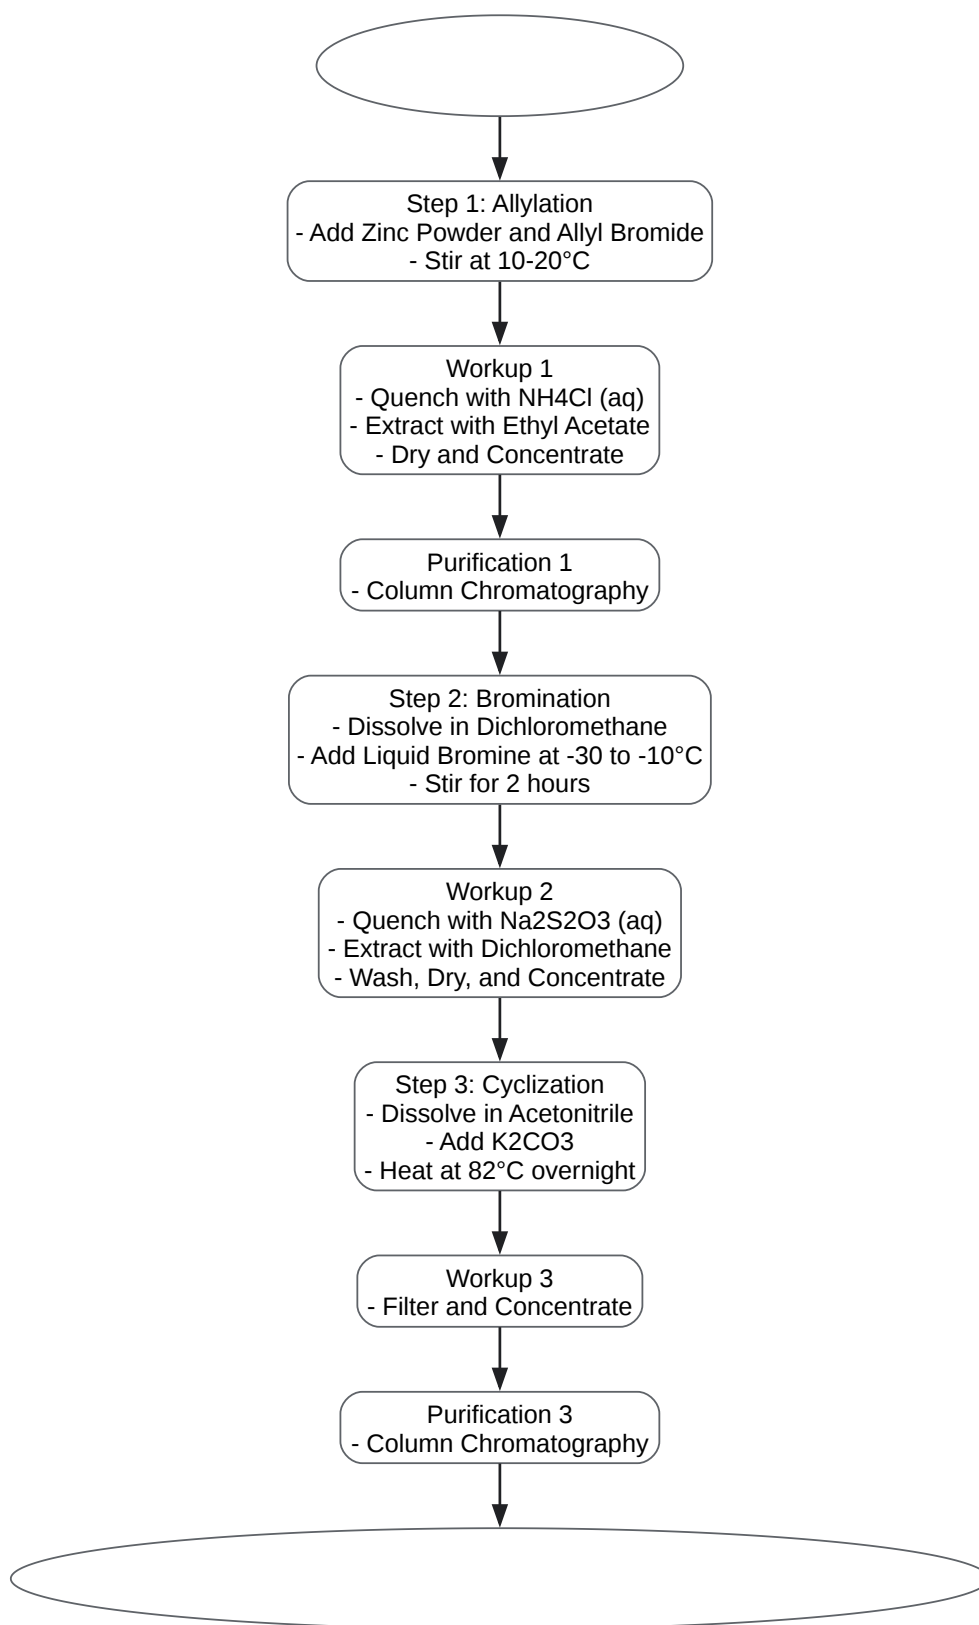 Step 1: Allylation
- Add Zinc Powder and Allyl Bromide
- Stir at 10-20°C
Workup 1
- Quench with NH4Cl (aq)
- Extract with Ethyl Acetate
- Dry and Concentrate
Purification 1
- Column Chromatography
Step 2: Bromination
- Dissolve in Dichloromethane
- Add Liquid Bromine at -30 to -10°C
- Stir for 2 hours
Workup 2
- Quench with Na2S2O3 (aq)
- Extract with Dichloromethane
- Wash, Dry, and Concentrate
Step 3: Cyclization
- Dissolve in Acetonitrile
- Add K2CO3
- Heat at 82°C overnight
Workup 3
- Filter and Concentrate
Purification 3
- Column Chromatography